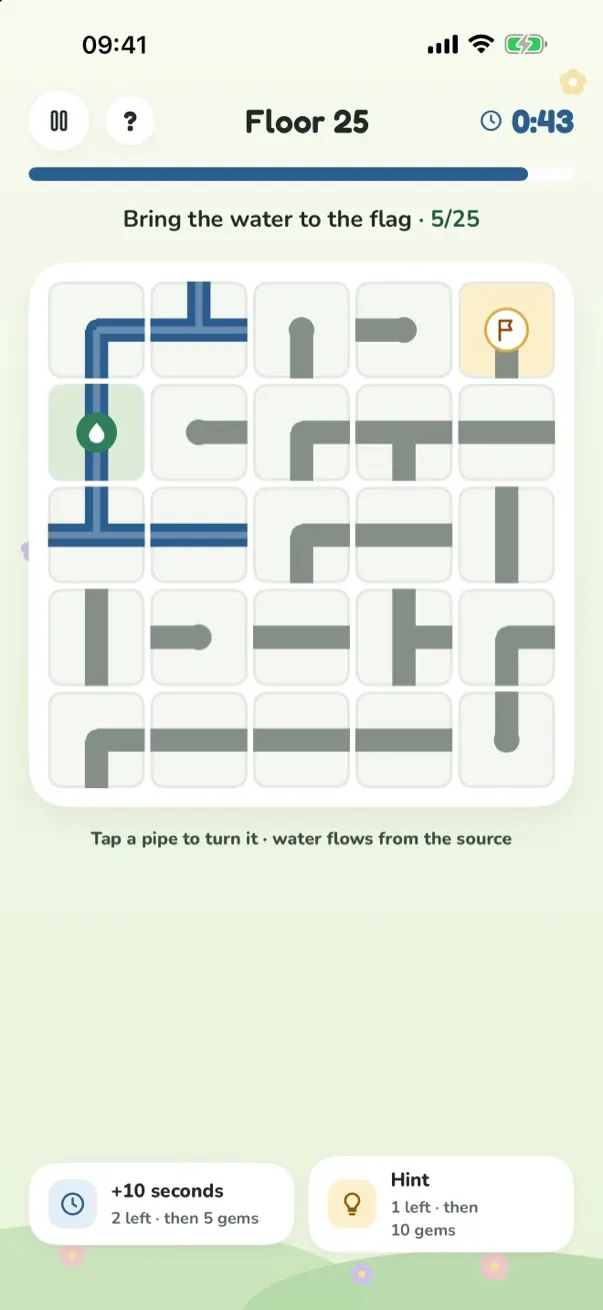 09:41
?
Floor 25
0:43
Bring the water to the flag · 5/25
Tap a pipe to turn it · water flows from the source
+10 seconds
2 left · then 5 gems
Hint
1 left · then
10 gems